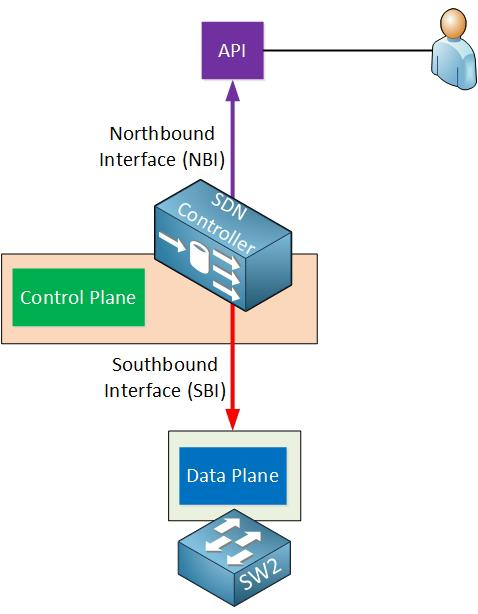 API
Northbound
Interface (NBI)
SDN
Controller
Control Plane
Southbound
Interface (SBI)
Data Plane
SW2